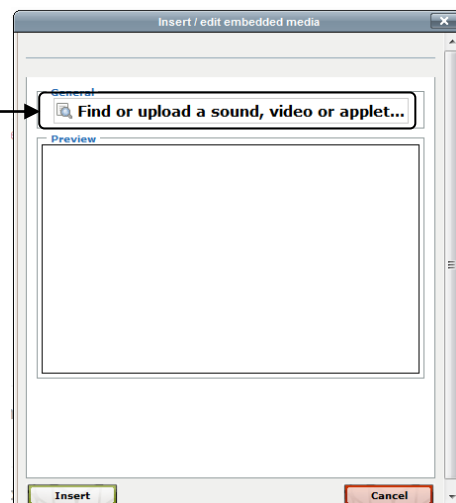 Insert / edit embedded media
General
Find or upload a sound, video or applet...
Preview
Insert
Cancel